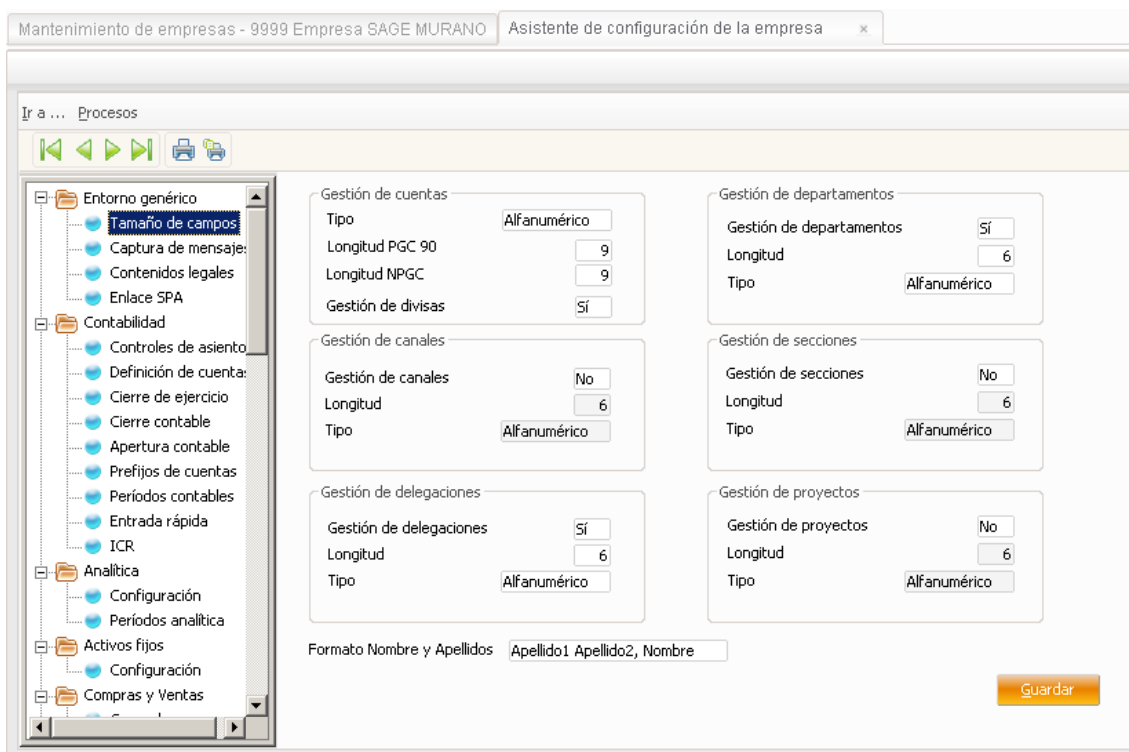 Mantenimiento de empresas - 9999 Empresa SAGE MURANO
Asistente de configuración de la empresa
x
Ir a ... Procesos
Entorno genérico
Tamaño de campos
Captura de mensaje
Contenidos legales
Enlace SPA
Contabilidad
Controles de asiento
Definición de cuenta
Cierre de ejercicio
Cierre contable
Apertura contable
Prefijos de cuentas
Períodos contables
Entrada rápida
ICR
Analítica
Configuración
Períodos analítica
Activos fijos
Configuración
Compras y Ventas
Gestión de cuentas
Tipo Alfanumérico
Longitud PGC 90 9
Longitud NPGC 9
Gestión de divisas Sí
Gestión de departamentos
Gestión de departamentos Sí
Longitud 6
Tipo Alfanumérico
Gestión de canales
Gestión de canales No
Longitud 6
Tipo Alfanumérico
Gestión de secciones
Gestión de secciones No
Longitud 6
Tipo Alfanumérico
Gestión de delegaciones
Gestión de delegaciones Sí
Longitud 6
Tipo Alfanumérico
Gestión de proyectos
Gestión de proyectos No
Longitud 6
Tipo Alfanumérico
Formato Nombre y Apellidos Apellido1 Apellido2, Nombre
Guardar